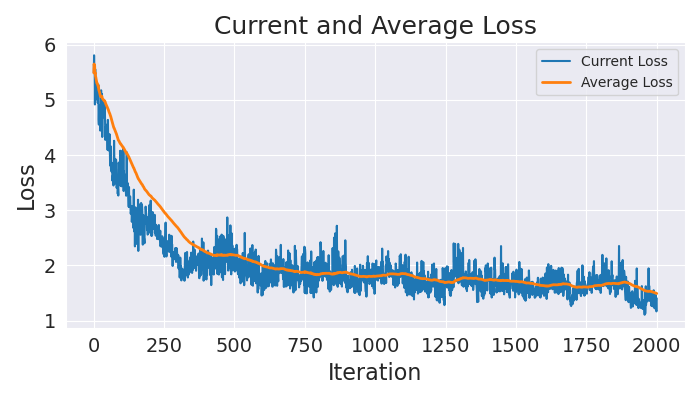 Current and Average Loss
Loss
6
5
4
3
2
1
Current Loss
Average Loss
0 250 500 750 1000 1250 1500 1750 2000
Iteration